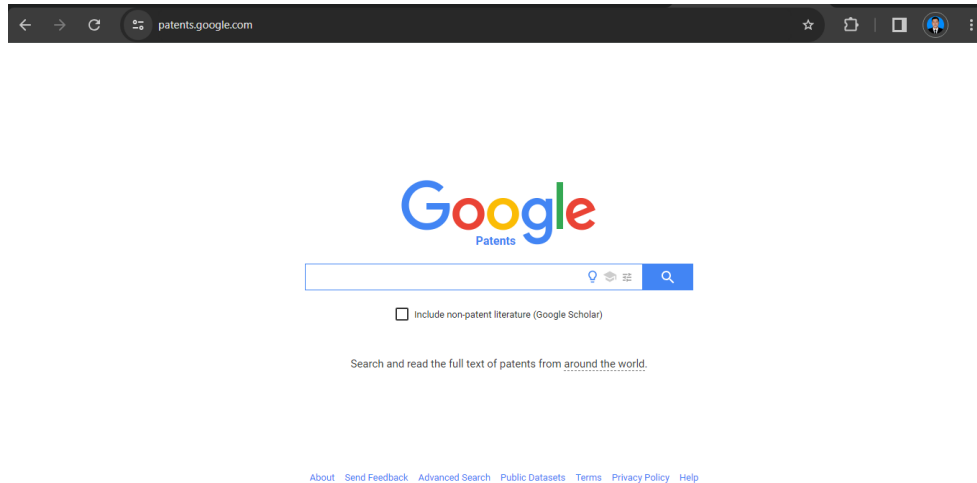 patents.google.com
Google
Patents
Include non-patent literature (Google Scholar)
Search and read the full text of patents from around the world.
About Send Feedback Advanced Search Public Datasets Terms Privacy Policy Help